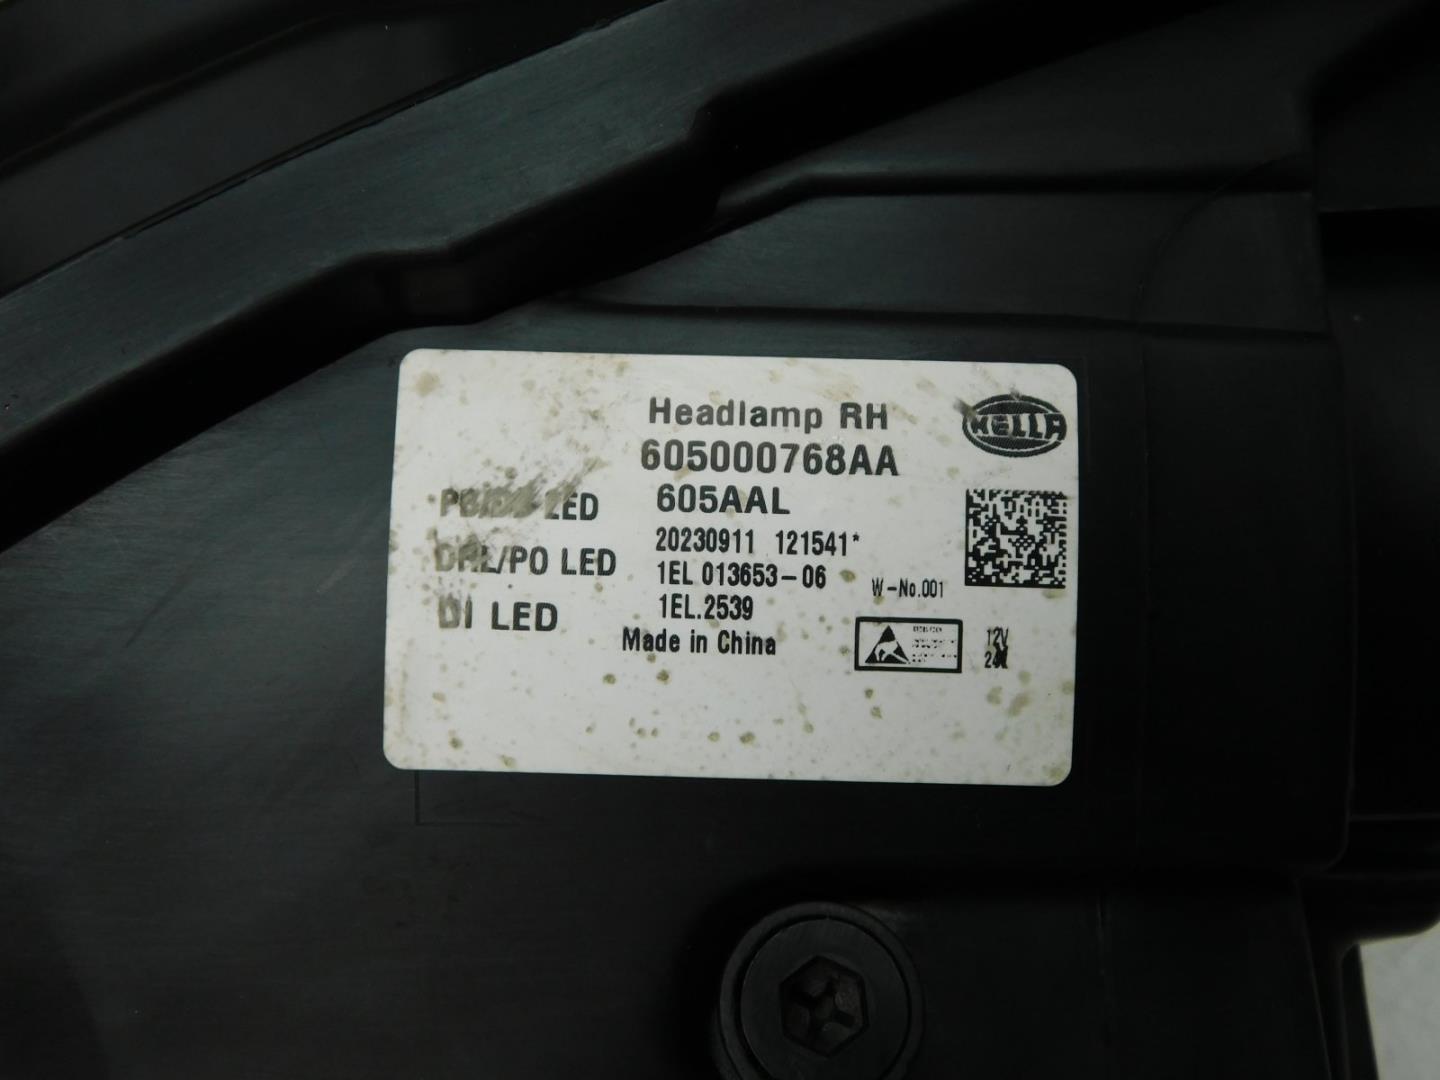 Headlamp RH
HELLA
605000768AA
LED 605AAL
DRL/PO LED 20230911 121541*
1EL 013653-06 W-No.001
DI LED 1EL.2539
Made in China 12V